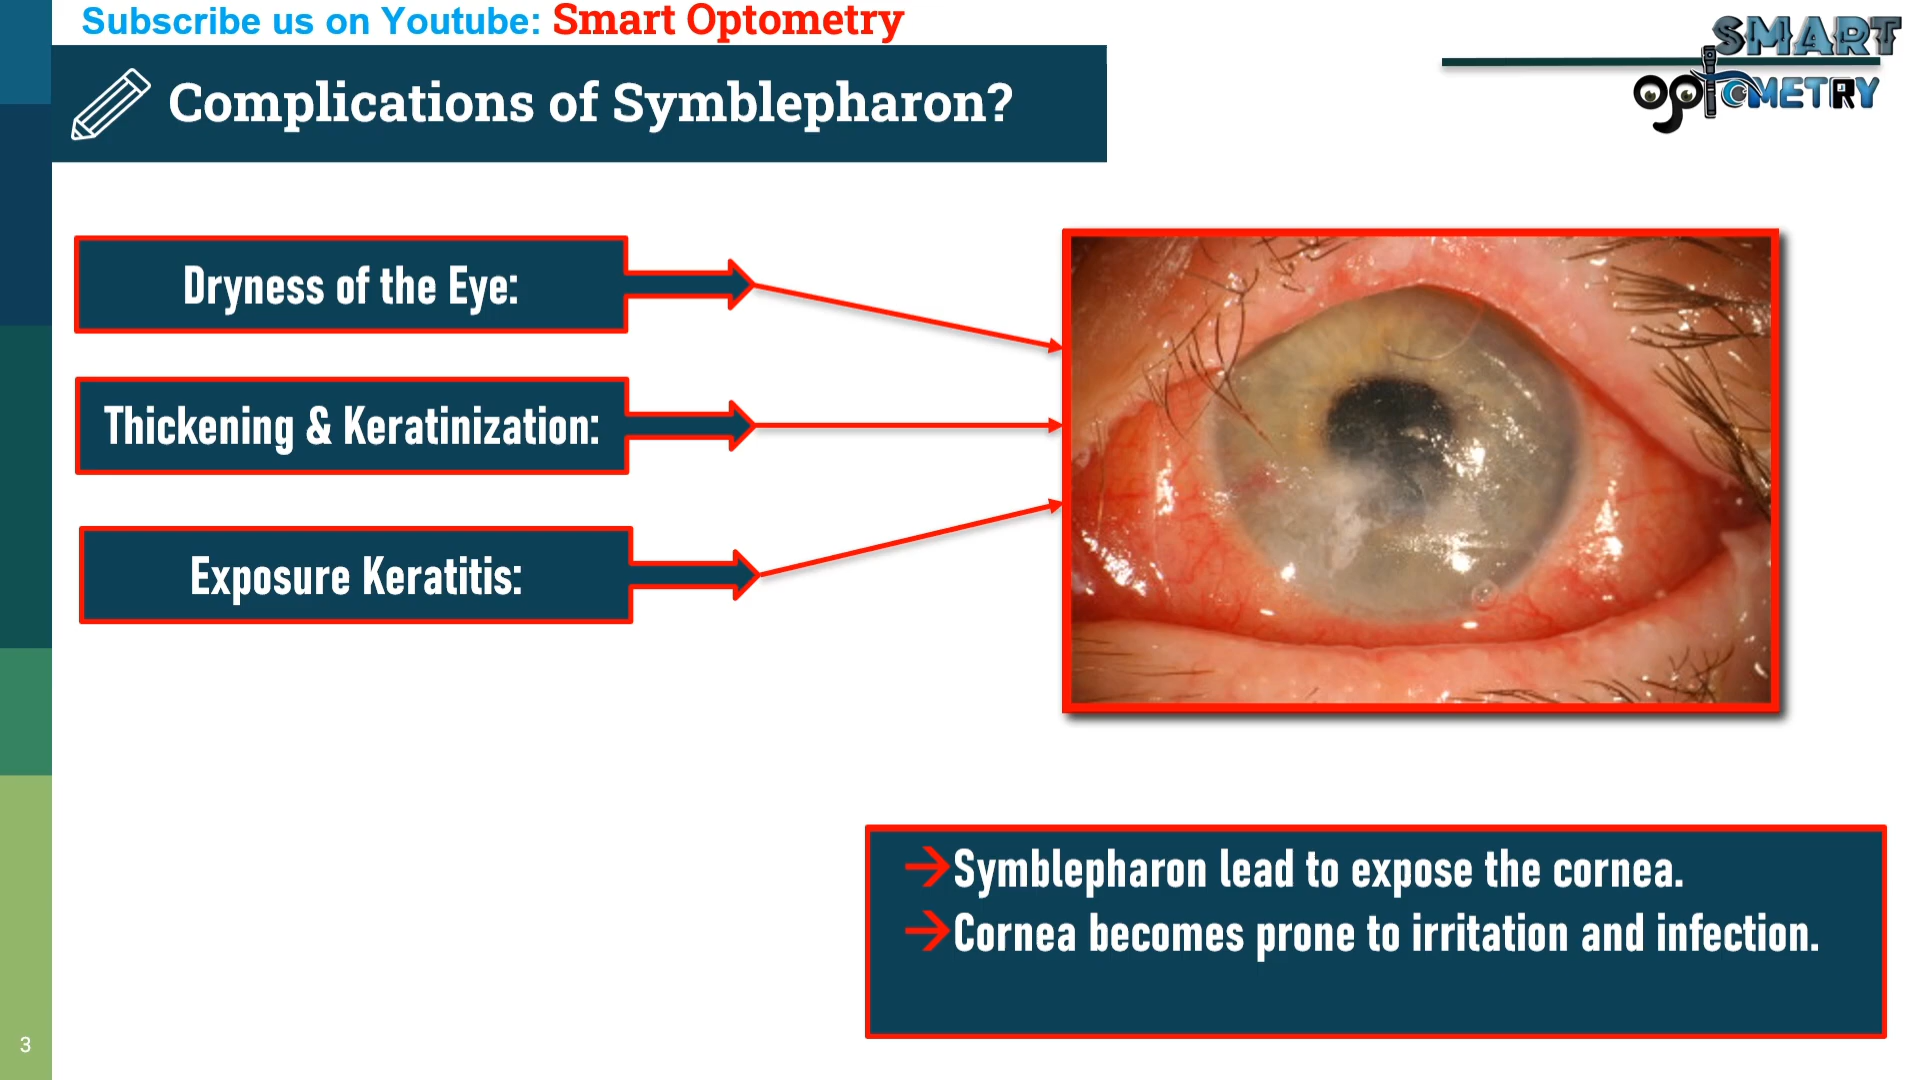 Subscribe us on Youtube: Smart Optometry
SMART
OptOMETRY
Complications of Symblepharon?
Dryness of the Eye:
Thickening & Keratinization:
Exposure Keratitis:
→Symblepharon lead to expose the cornea.
→Cornea becomes prone to irritation and infection.
3